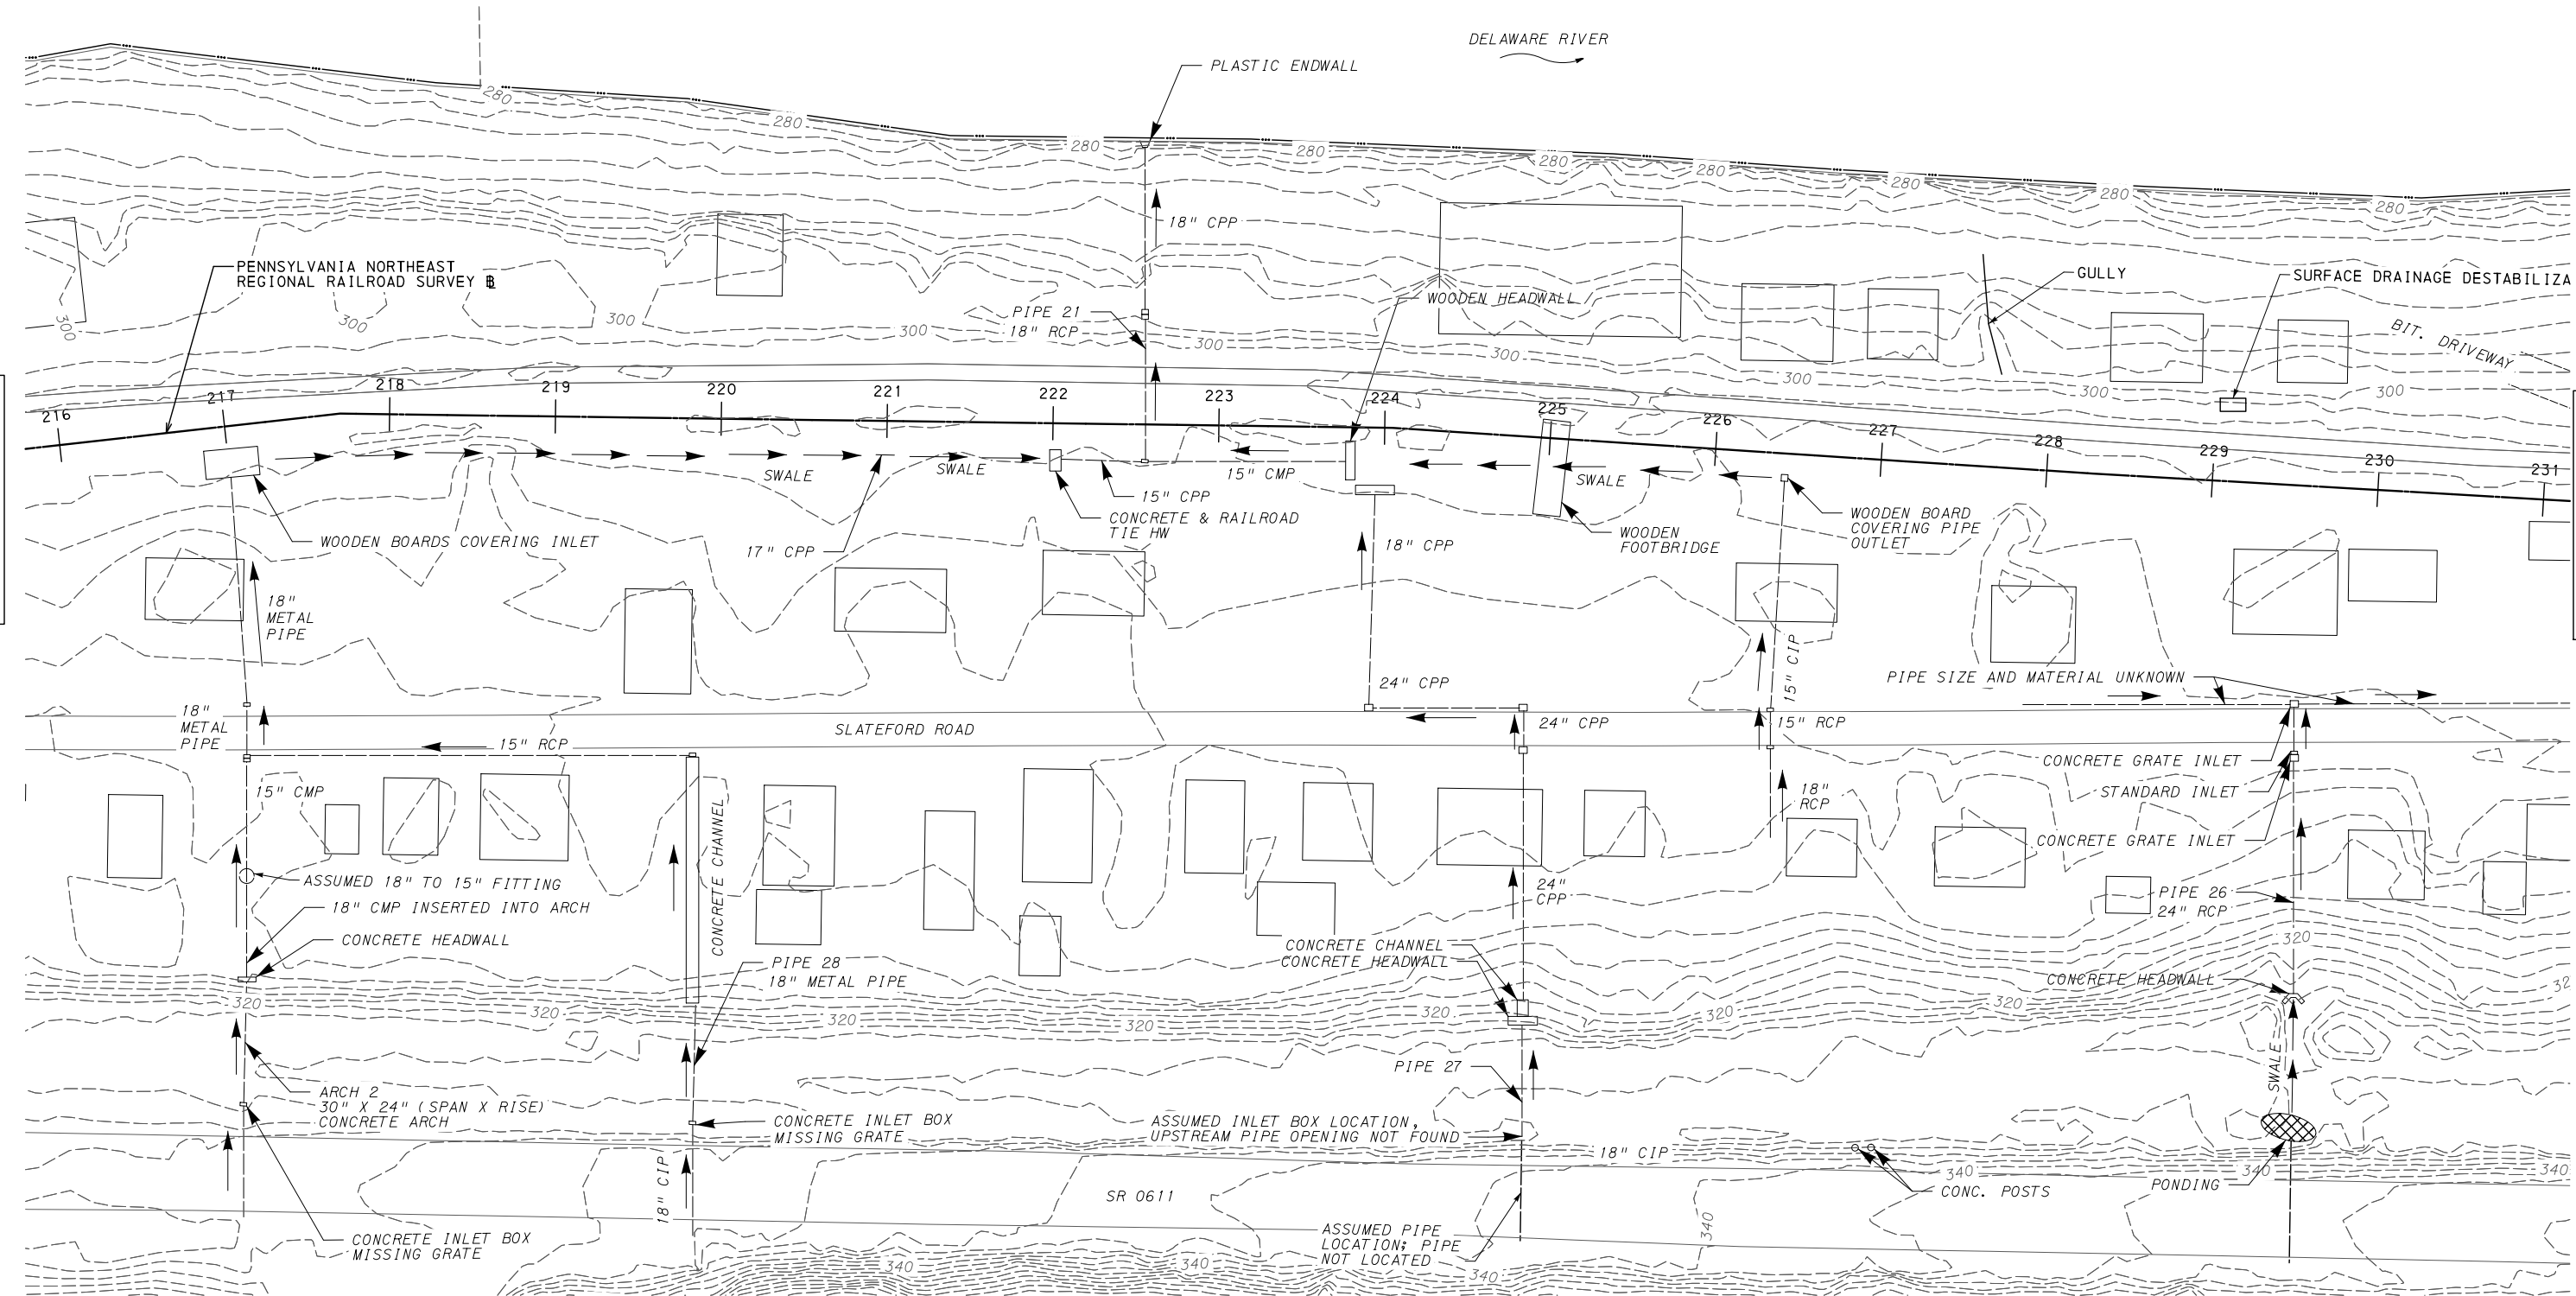 DELAWARE RIVER
PLASTIC ENDWALL
280
280
280
280
280
280
280
280
280
18" CPP
PENNSYLVANIA NORTHEAST
REGIONAL RAILROAD SURVEY
GULLY
SURFACE DRAINAGE DESTABILIZA
WOODEN HEADWALL
PIPE 21
18" RCP
300
300
300
300
300
300
300
300
300
BIT. DRIVEWAY
216
217
218
219
220
221
222
223
224
225
226
227
228
229
230
231
SWALE
SWALE
15" CMP
SWALE
15" CPP
CONCRETE & RAILROAD
TIE HW
WOODEN BOARDS COVERING INLET
17" CPP
18" CPP
WOODEN
FOOTBRIDGE
WOODEN BOARD
COVERING PIPE
OUTLET
18"
METAL
PIPE
15" CIP
PIPE SIZE AND MATERIAL UNKNOWN
24" CPP
18"
METAL
PIPE
15" RCP
SLATEFORD ROAD
24" CPP
15" RCP
CONCRETE GRATE INLET
STANDARD INLET
CONCRETE GRATE INLET
15" CMP
18"
RCP
CONCRETE CHANNEL
ASSUMED 18" TO 15" FITTING
18" CMP INSERTED INTO ARCH
CONCRETE HEADWALL
24"
CPP
PIPE 26
24" RCP
PIPE 28
18" METAL PIPE
CONCRETE CHANNEL
CONCRETE HEADWALL
CONCRETE HEADWALL
320
320
320
320
320
320
320
320
32
SWALE
ARCH 2
30" X 24" (SPAN X RISE)
CONCRETE ARCH
PIPE 27
CONCRETE INLET BOX
MISSING GRATE
ASSUMED INLET BOX LOCATION,
UPSTREAM PIPE OPENING NOT FOUND
18" CIP
18" CIP
SR 0611
CONC. POSTS
PONDING
340
340
340
340
340
340
340
CONCRETE INLET BOX
MISSING GRATE
ASSUMED PIPE
LOCATION; PIPE
NOT LOCATED